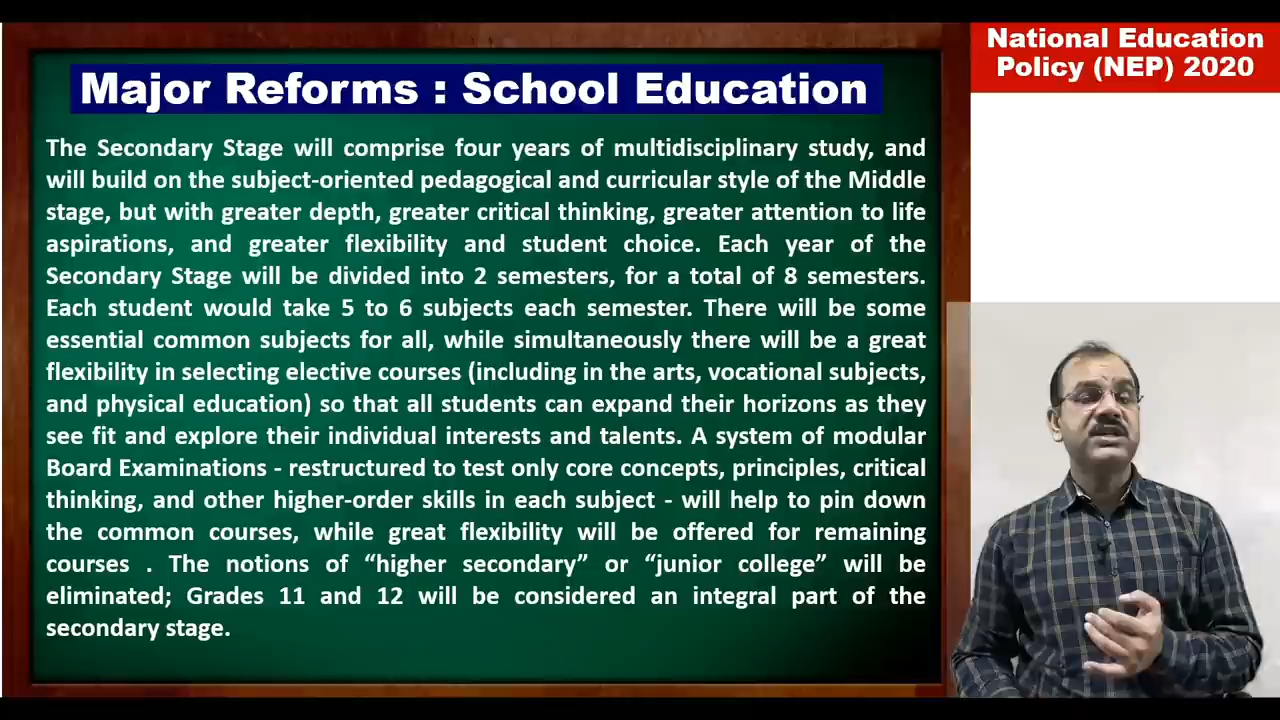 National Education
Policy (NEP) 2020
Major Reforms : School Education
The Secondary Stage will comprise four years of multidisciplinary study, and
will build on the subject-oriented pedagogical and curricular style of the Middle
stage, but with greater depth, greater critical thinking, greater attention to life
aspirations, and greater flexibility and student choice. Each year of the
Secondary Stage will be divided into 2 semesters, for a total of 8 semesters.
Each student would take 5 to 6 subjects each semester. There will be some
essential common subjects for all, while simultaneously there will be a great
flexibility in selecting elective courses (including in the arts, vocational subjects,
and physical education) so that all students can expand their horizons as they
see fit and explore their individual interests and talents. A system of modular
Board Examinations - restructured to test only core concepts, principles, critical
thinking, and other higher-order skills in each subject - will help to pin down
the common courses, while great flexibility will be offered for remaining
courses . The notions of “higher secondary” or “junior college” will be
eliminated; Grades 11 and 12 will be considered an integral part of the
secondary stage.